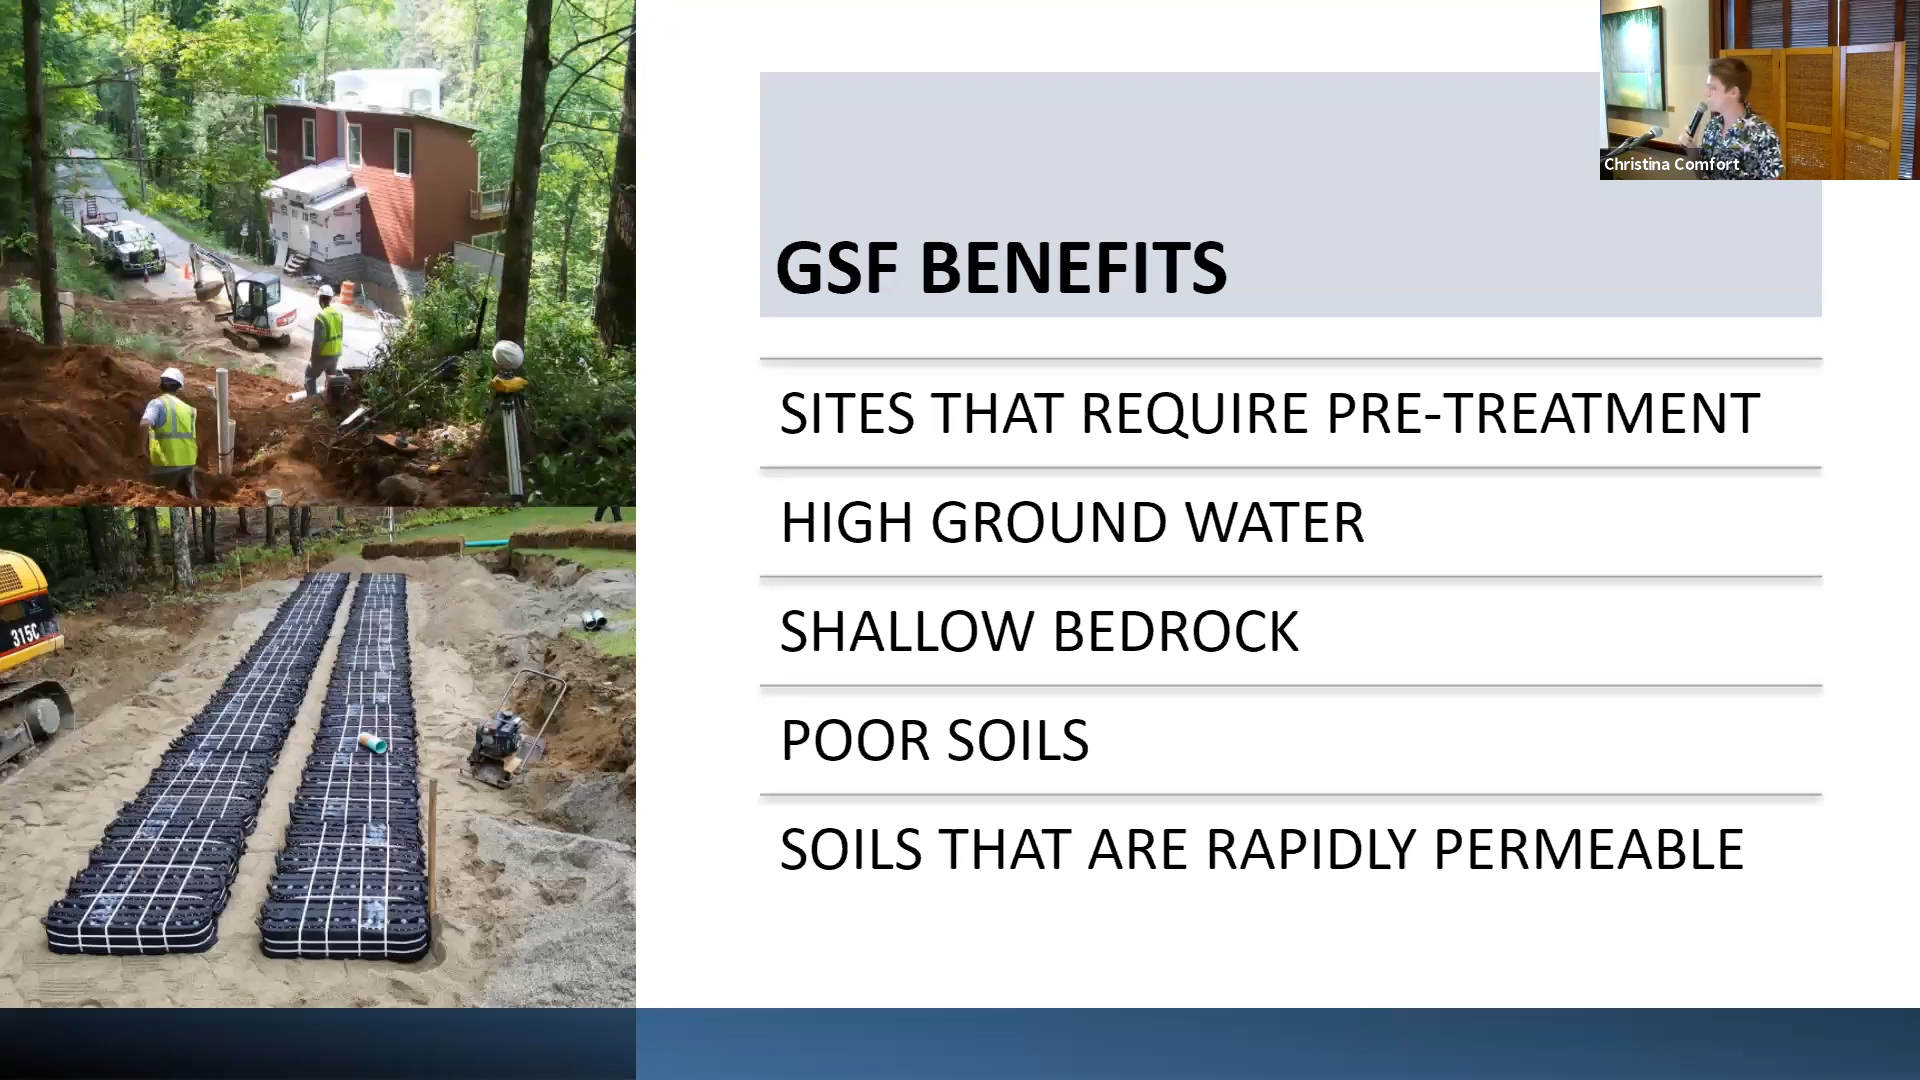 Christina Comfort
GSF BENEFITS
SITES THAT REQUIRE PRE-TREATMENT
HIGH GROUND WATER
SHALLOW BEDROCK
POOR SOILS
SOILS THAT ARE RAPIDLY PERMEABLE
315C